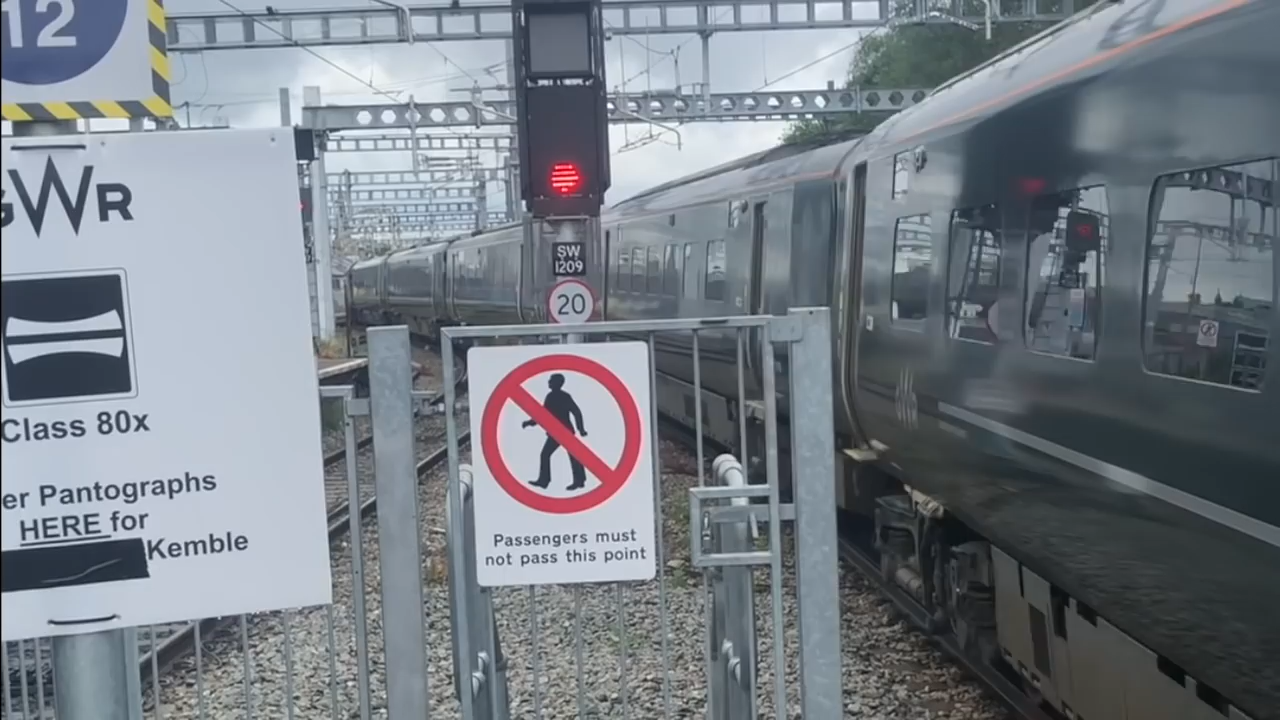 12
GWR
Class 80x
er Pantographs
HERE for
Kemble
SW
1209
20
Passengers must
not pass this point